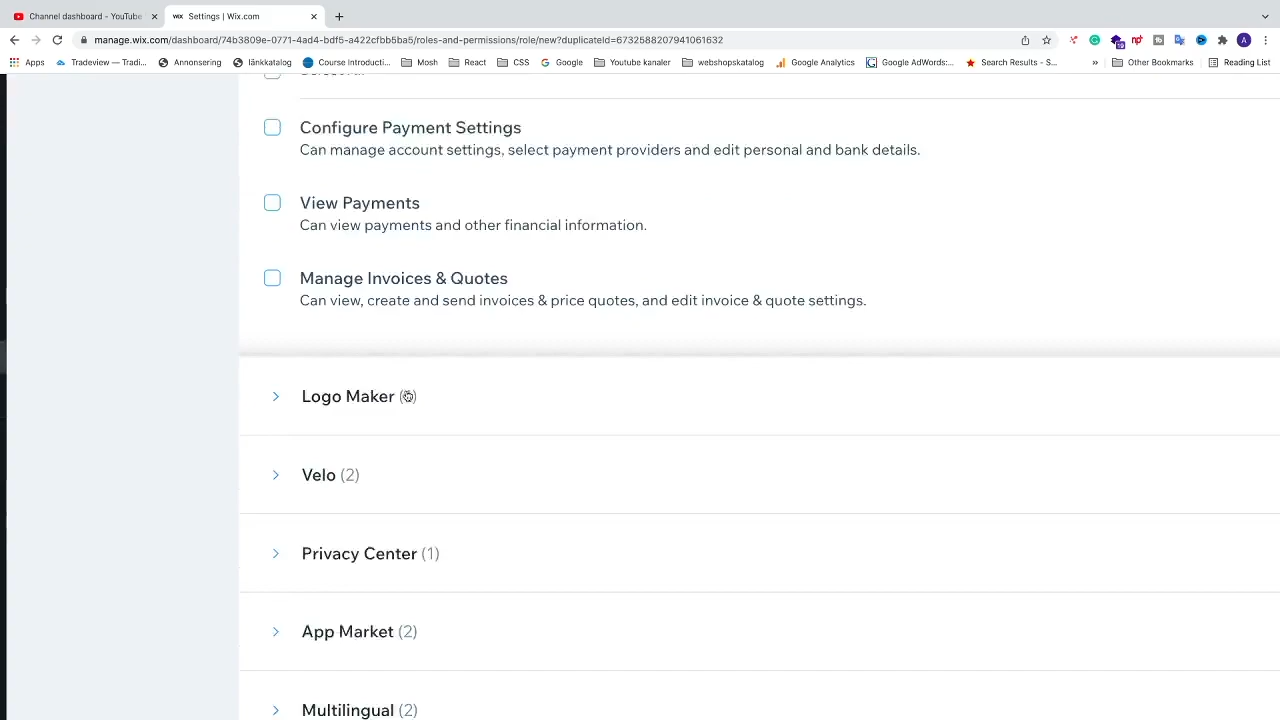 Channel dashboard - YouTube
WIX Settings | Wix.com
manage.wix.com/dashboard/74b3809e-0771-4ad4-bdf5-a422cfbb5ba5/roles-and-permissions/role/new?duplicateId=6732588207941061632
Apps Tradeview — Tradi... Annonsering länkkatalog Course Introducti... Mosh React CSS Google Youtube kanaler webshopskatalog Google Analytics Google AdWords:... Search Results - S... » Other Bookmarks Reading List
Configure Payment Settings
Can manage account settings, select payment providers and edit personal and bank details.
View Payments
Can view payments and other financial information.
Manage Invoices & Quotes
Can view, create and send invoices & price quotes, and edit invoice & quote settings.
Logo Maker
Velo (2)
Privacy Center (1)
App Market (2)
Multilingual (2)